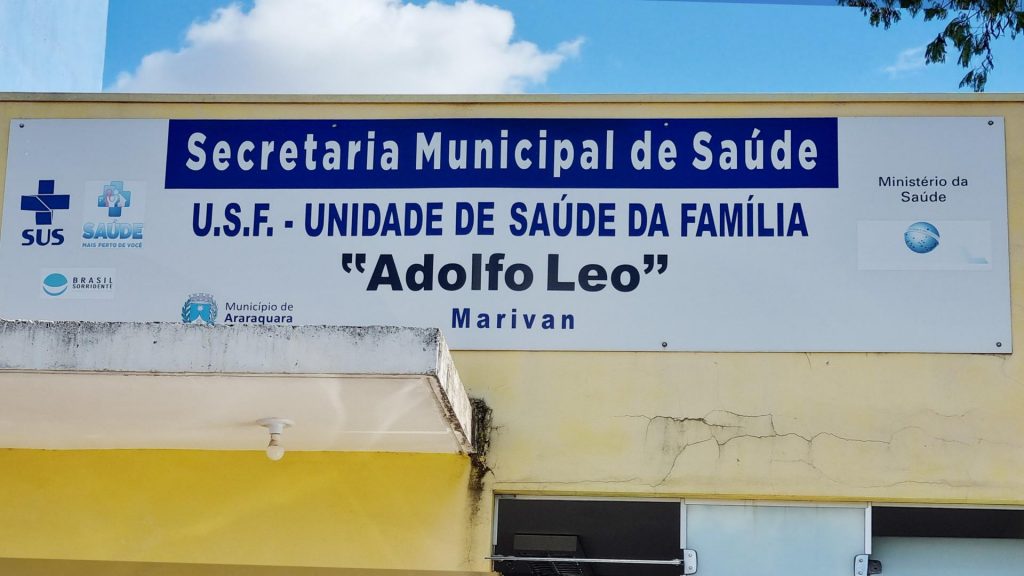 Secretaria Municipal de Saúde
U.S.F. - UNIDADE DE SAÚDE DA FAMÍLIA
"Adolfo Leo"
Marivan
SUS
SAÚDE
MAIS PERTO DE VOCÊ
BRASIL
SORRIDENTE
Município de
Araraquara
Ministério da
Saúde